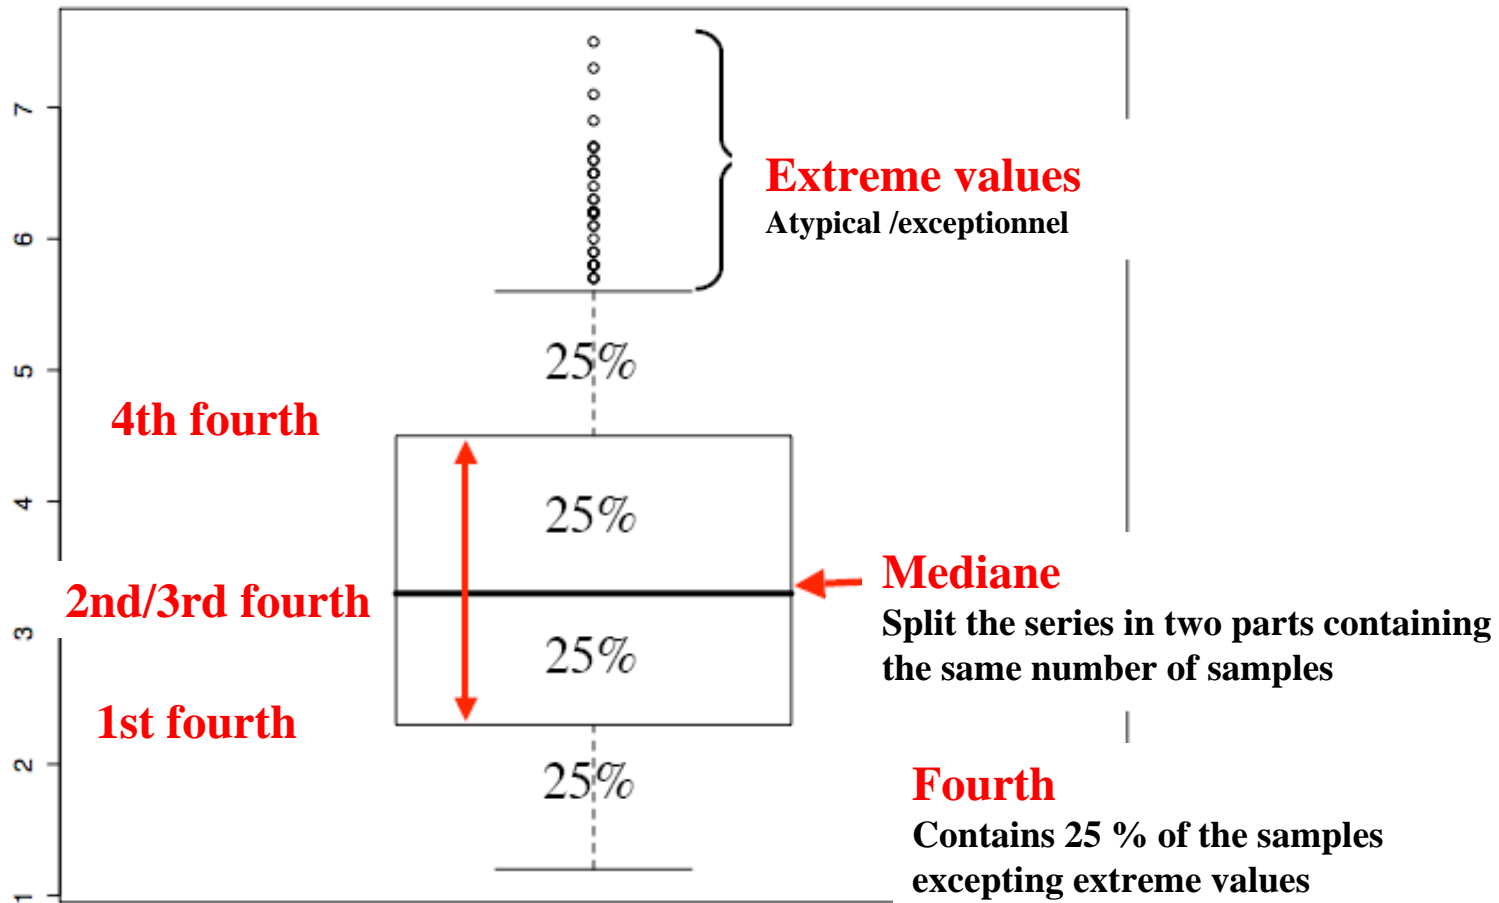 7
Extreme values
Atypical /exceptionnel
6
25%
5
4th fourth
25%
4
Mediane
2nd/3rd fourth
Split the series in two parts containing
the same number of samples
3
25%
1st fourth
2
25%
Fourth
Contains 25 % of the samples
excepting extreme values
1